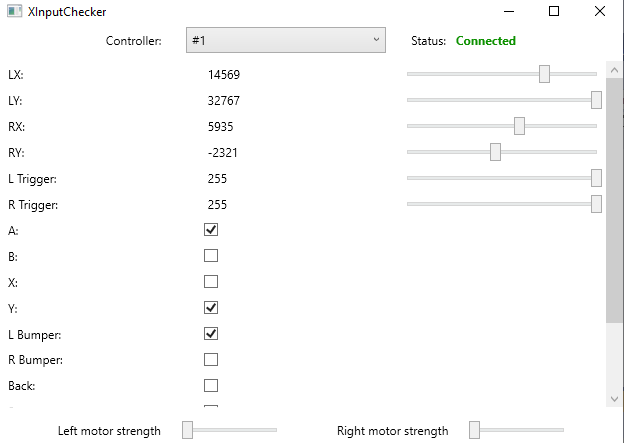 XInputChecker
Controller: #1 Status: Connected
LX: 14569
LY: 32767
RX: 5935
RY: -2321
L Trigger: 255
R Trigger: 255
A:
B:
X:
Y:
L Bumper:
R Bumper:
Back:
Left motor strength Right motor strength